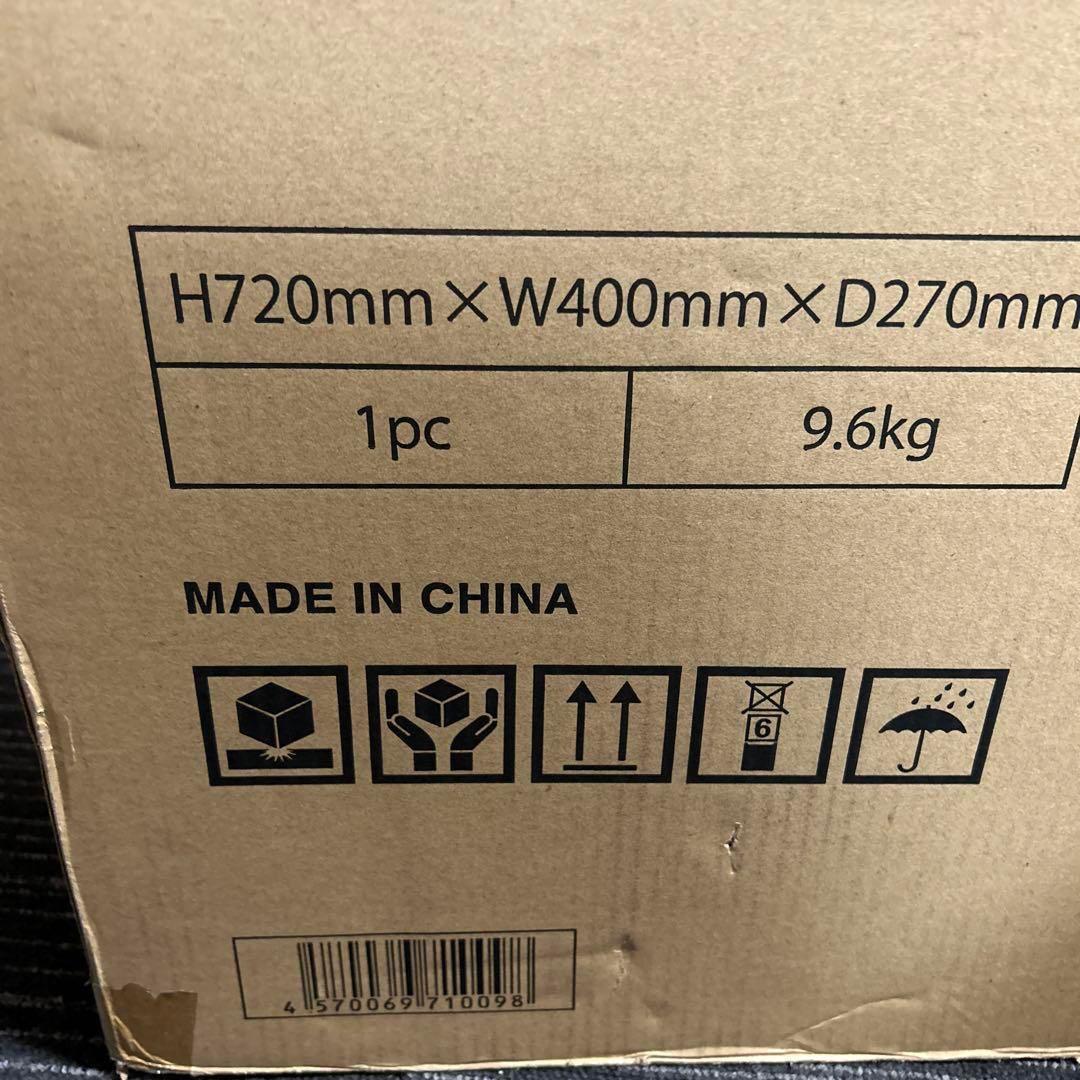 H720mm×W400mm×D270mm
1pc 9.6kg
MADE IN CHINA
6
4 570069 710098